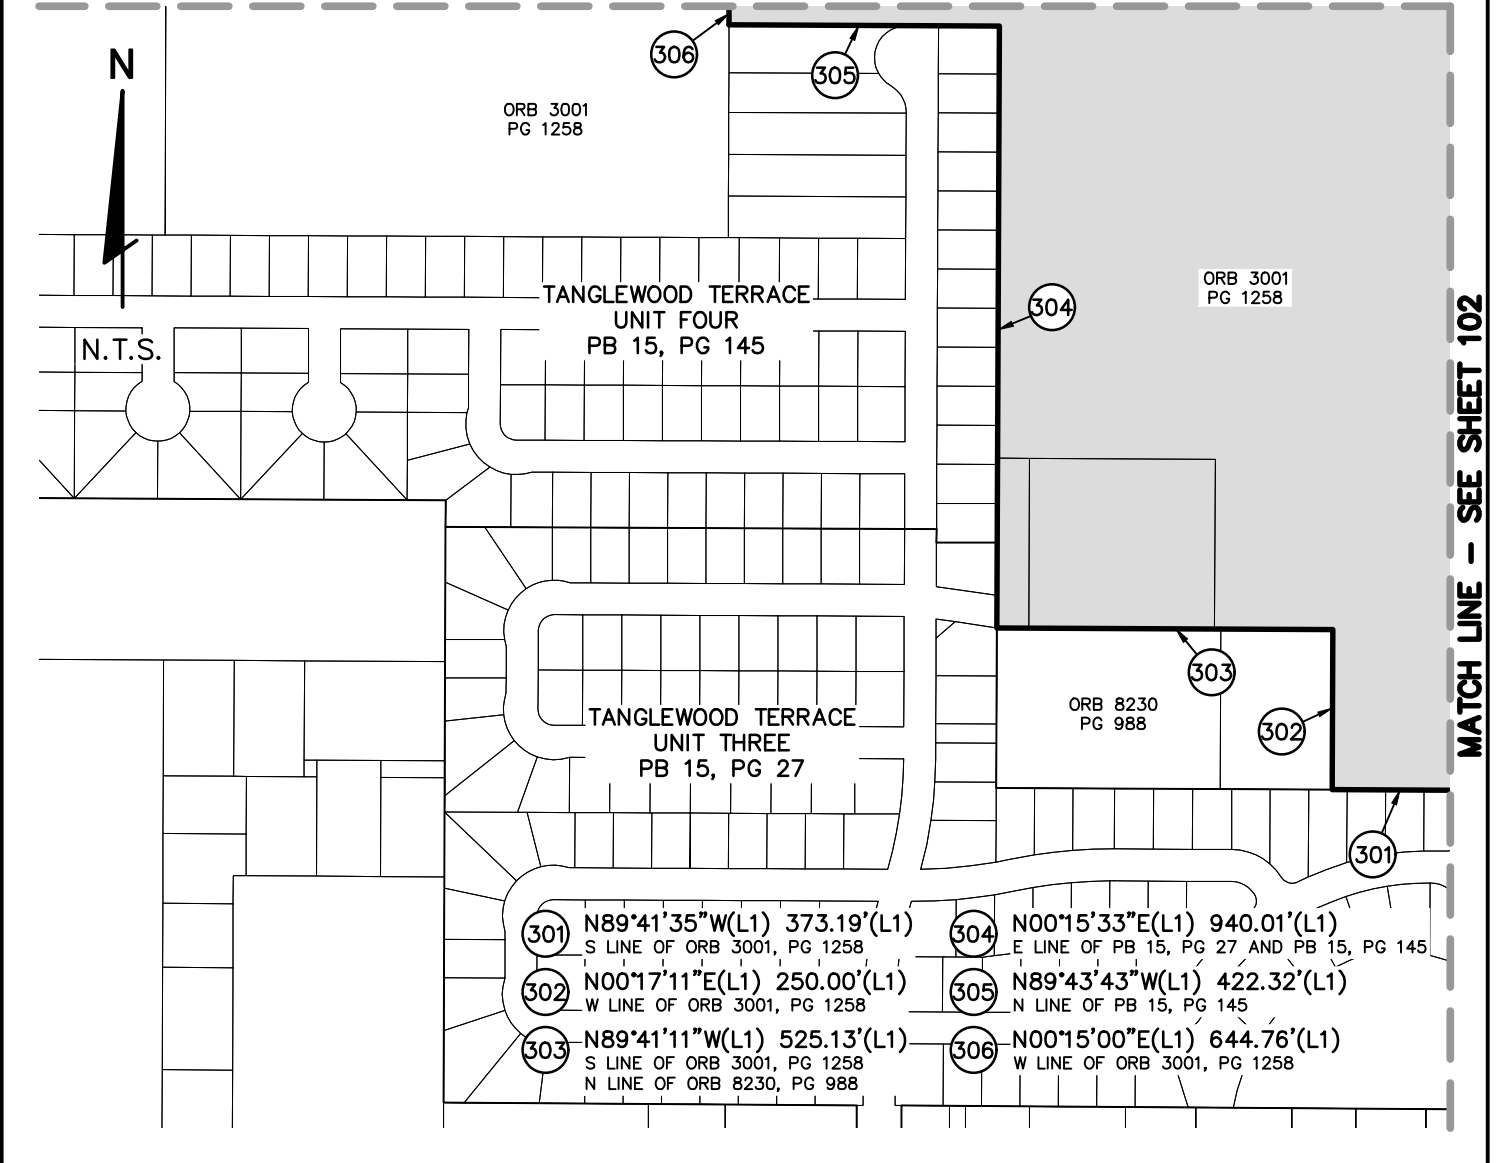 N
306
305
ORB 3001
PG 1258
ORB 3001
PG 1258
304
TANGLEWOOD TERRACE
UNIT FOUR
PB 15, PG 145
N.T.S.
MATCH LINE - SEE SHEET 102
303
ORB 8230
PG 988
302
TANGLEWOOD TERRACE
UNIT THREE
PB 15, PG 27
301
301 N89°41'35"W(L1) 373.19'(L1)
S LINE OF ORB 3001, PG 1258
302 N00°17'11"E(L1) 250.00'(L1)
W LINE OF ORB 3001, PG 1258
303 N89°41'11"W(L1) 525.13'(L1)
S LINE OF ORB 3001, PG 1258
N LINE OF ORB 8230, PG 988
304 N00°15'33"E(L1) 940.01'(L1)
E LINE OF PB 15, PG 27 AND PB 15, PG 145
305 N89°43'43"W(L1) 422.32'(L1)
N LINE OF PB 15, PG 145
306 N00°15'00"E(L1) 644.76'(L1)
W LINE OF ORB 3001, PG 1258